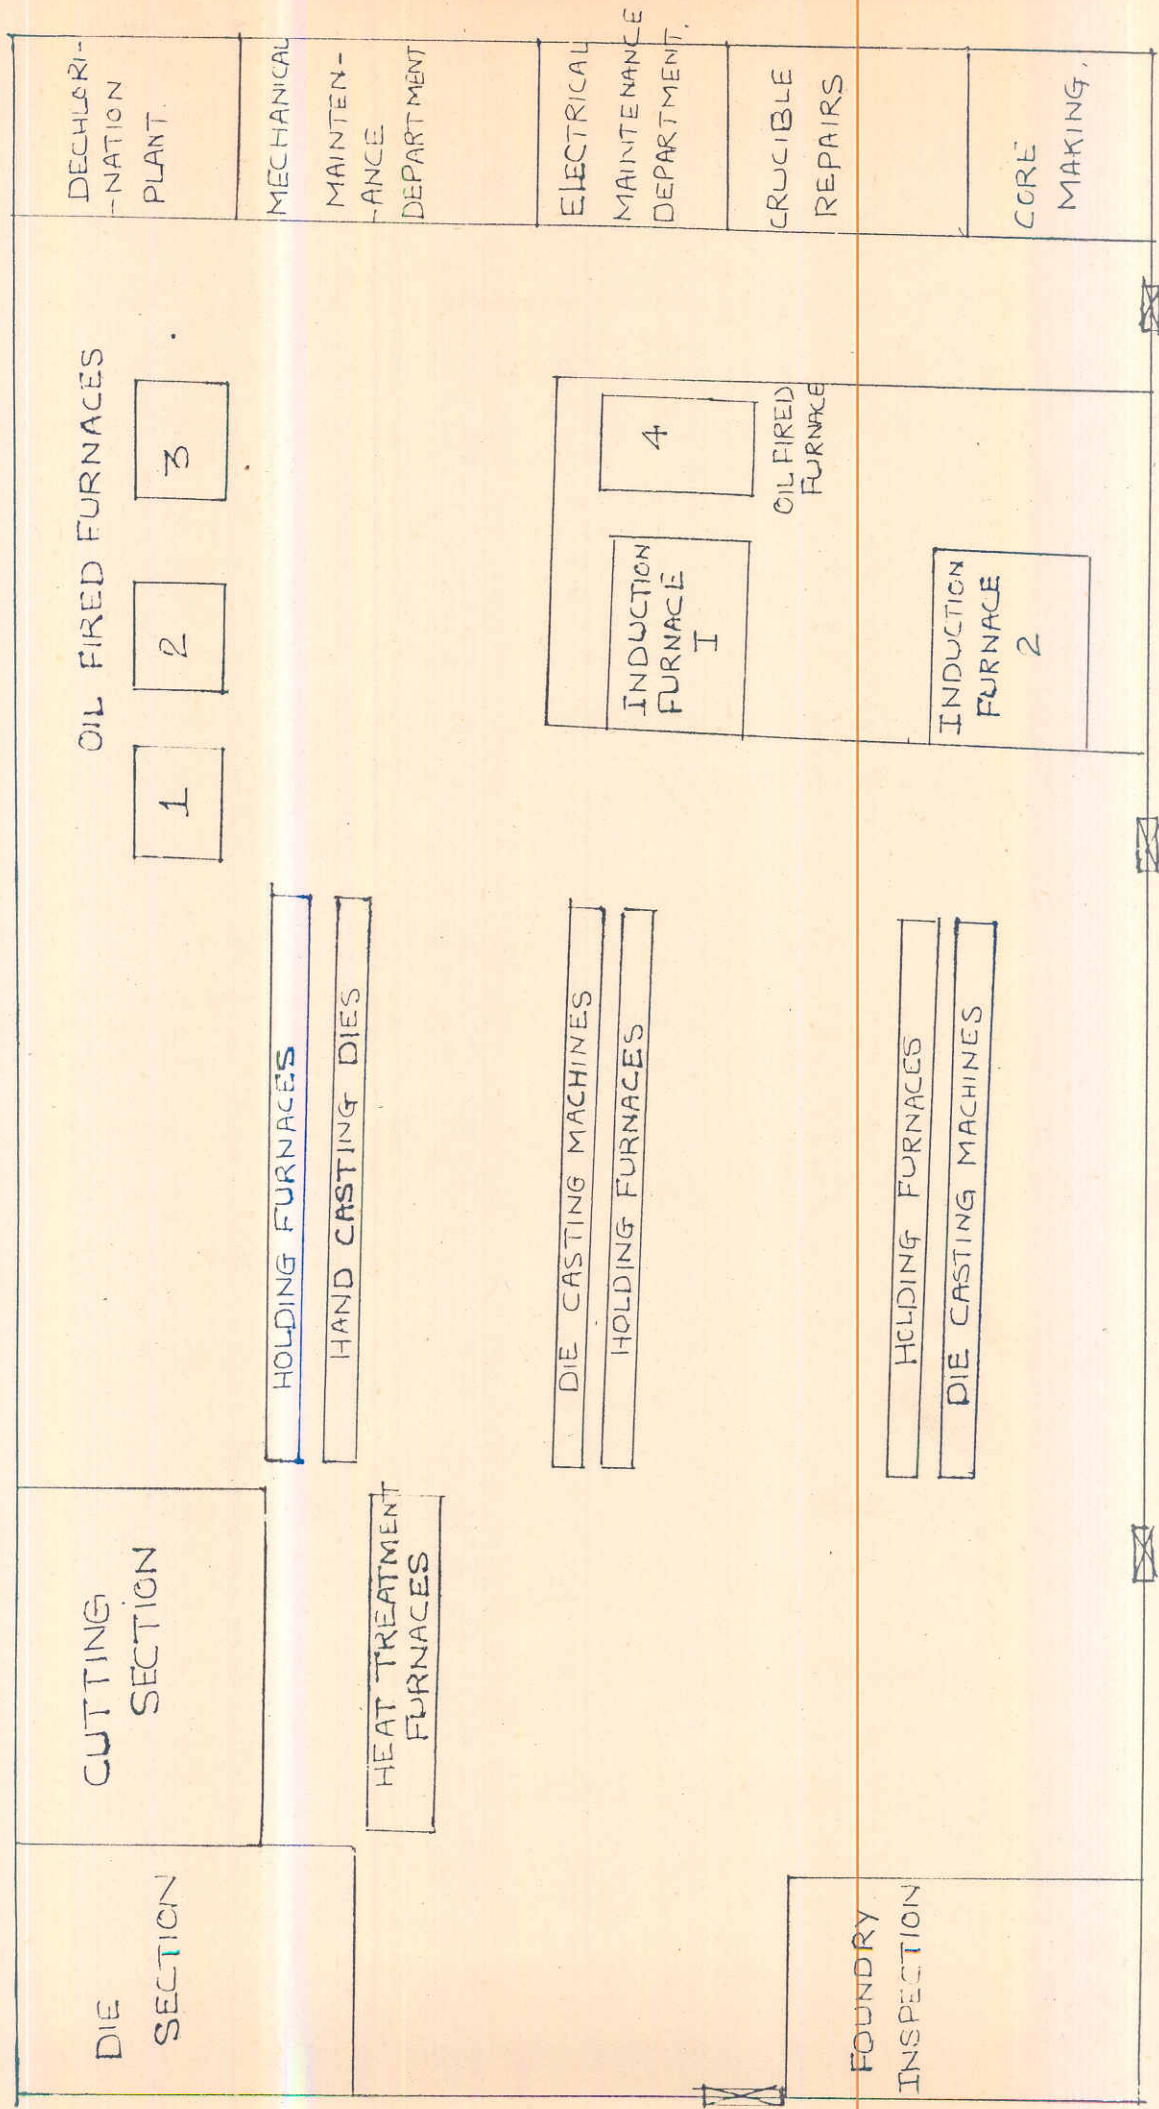 DIE
SECTION
CUTTING
SECTION
OIL FIRED FURNACES
1
2
3
DECHLORI-
-NATION
PLANT.
MECHANICAL
MAINTEN-
-ANCE
DEPARTMENT
HOLDING FURNACES
HAND CASTING DIES
HEAT TREATMENT
FURNACES
DIE CASTING MACHINES
HOLDING FURNACES
INDUCTION
FURNACE
I
4
OIL FIRED
FURNACE
ELECTRICAL
MAINTENANCE
DEPARTMENT.
CRUCIBLE
REPAIRS
FOUNDRY
INSPECTION
HOLDING FURNACES
DIE CASTING MACHINES
INDUCTION
FURNACE
2
CORE
MAKING.